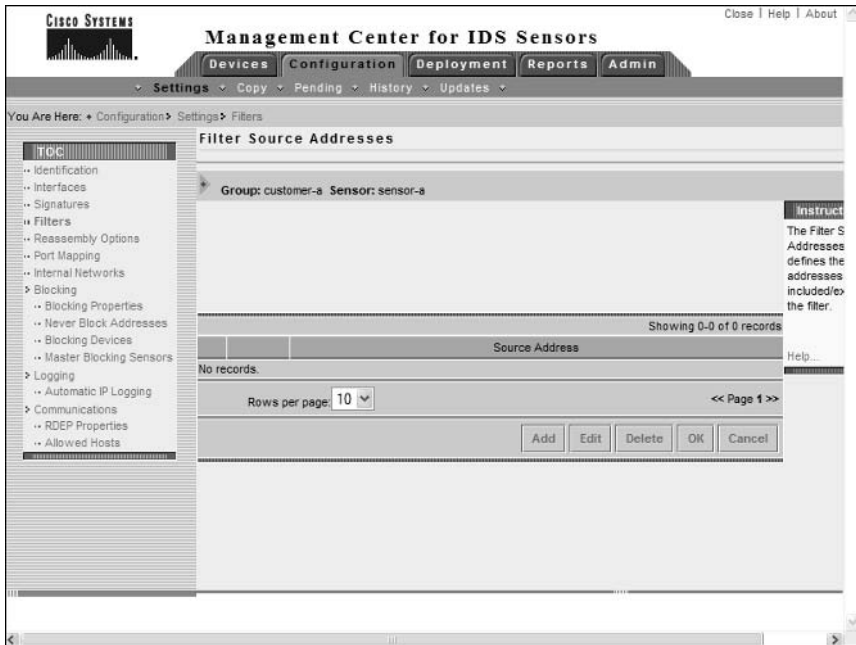 Close | Help | About
CISCO SYSTEMS
Management Center for IDS Sensors
Devices Configuration Deployment Reports Admin
Settings Copy Pending History Updates
You Are Here: Configuration Settings Filters
TOC
Identification
Interfaces
Signatures
Filters
Reassembly Options
Port Mapping
Internal Networks
Blocking
Blocking Properties
Never Block Addresses
Blocking Devices
Master Blocking Sensors
Logging
Automatic IP Logging
Communications
RDEP Properties
Allowed Hosts
Filter Source Addresses
Group: customer-a Sensor: sensor-a
Showing 0-0 of 0 records
Source Address
No records.
Rows per page: 10
<< Page 1 >>
Add Edit Delete OK Cancel
Instruct
The Filter S
Addresses
defines the
addresses
included/ex
the filter.
Help...